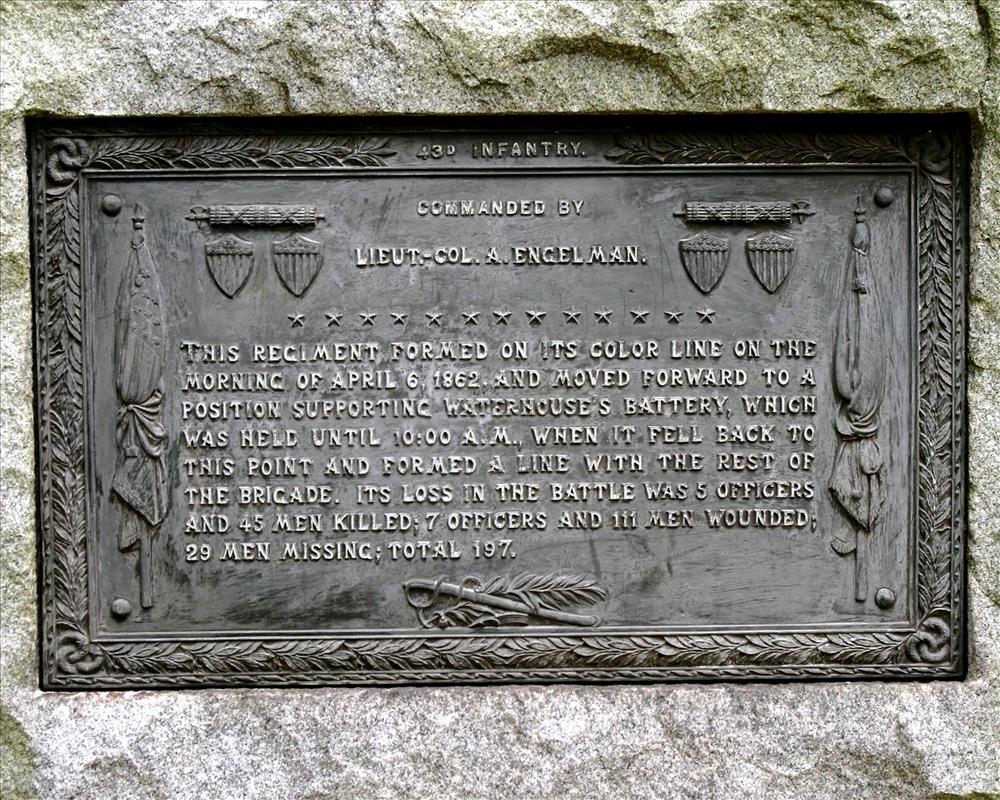 43D INFANTRY.
COMMANDED BY
LIEUT.-COL. A. ENGELMAN.
THIS REGIMENT FORMED ON ITS COLOR LINE ON THE
MORNING OF APRIL 6, 1862. AND MOVED FORWARD TO A
POSITION SUPPORTING WATERHOUSE'S BATTERY, WHICH
WAS HELD UNTIL 10:00 A.M., WHEN IT FELL BACK TO
THIS POINT AND FORMED A LINE WITH THE REST OF
THE BRIGADE. ITS LOSS IN THE BATTLE WAS 5 OFFICERS
AND 45 MEN KILLED; 7 OFFICERS AND 111 MEN WOUNDED;
29 MEN MISSING; TOTAL 197.